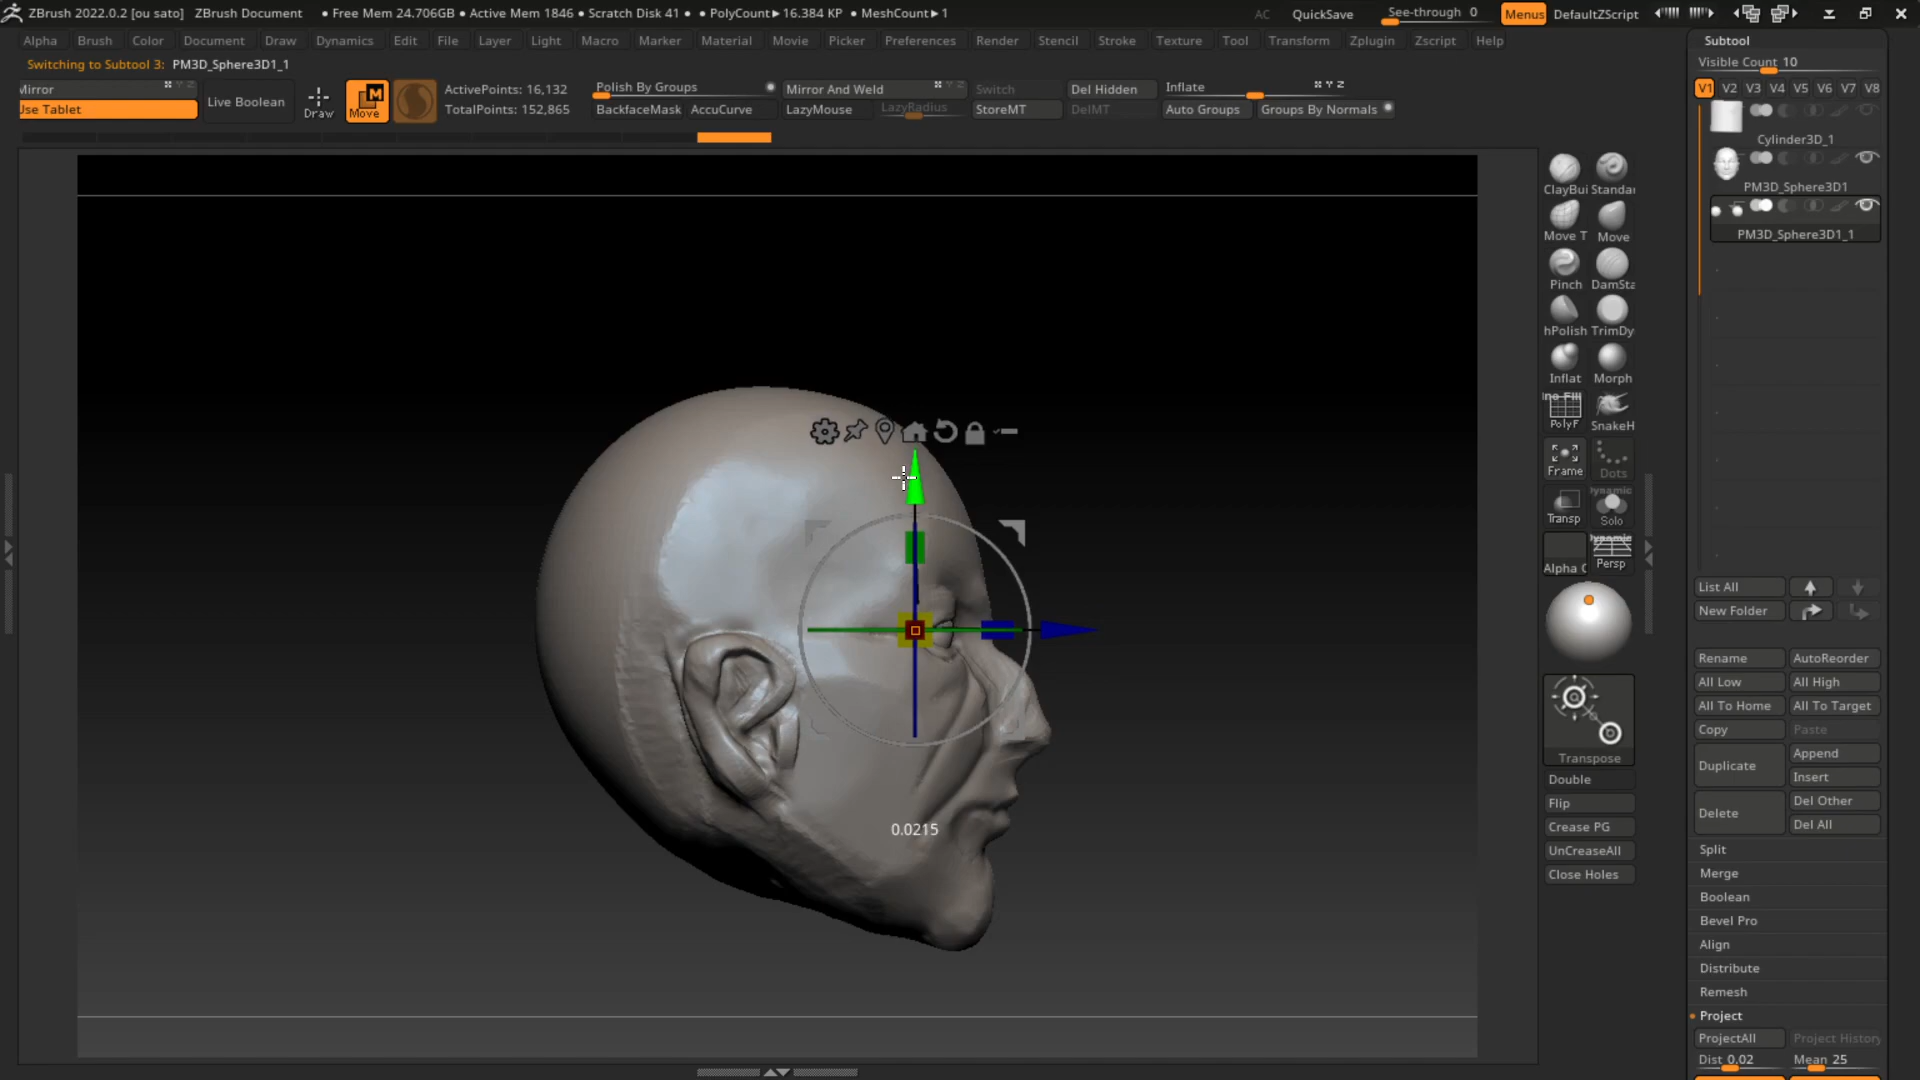 ZBrush 2022.0.2 [ou sato] ZBrush Document • Free Mem 24.706GB • Active Mem 1846 • Scratch Disk 41 • PolyCount▸ 16.384 KP • MeshCount▸ 1 AC QuickSave See-through 0 Menus DefaultZScript
Alpha Brush Color Document Draw Dynamics Edit File Layer Light Macro Marker Material Movie Picker Preferences Render Stencil Stroke Texture Tool Transform Zplugin Zscript Help
Switching to Subtool 3: PM3D_Sphere3D1_1
Mirror
Use Tablet
Live Boolean
Draw
Move
ActivePoints: 16,132
TotalPoints: 152,865
Polish By Groups
BackfaceMask AccuCurve
Mirror And Weld
LazyMouse LazyRadius
Switch
StoreMT
Del Hidden
DelMT
Inflate
Auto Groups Groups By Normals
0.0215
ClayBui Standar
Move T Move
Pinch DamSta
hPolish TrimDy
Inflat Morph
PolyF SnakeH
Frame Dots
Transp Dynamic Solo
Alpha Dynamic Persp
Transpose
Double
Flip
Crease PG
UnCreaseAll
Close Holes
Subtool
Visible Count 10
V1 V2 V3 V4 V5 V6 V7 V8
Cylinder3D_1
PM3D_Sphere3D1
PM3D_Sphere3D1_1
List All
New Folder
Rename AutoReorder
All Low All High
All To Home All To Target
Copy Paste
Duplicate Append
Insert
Delete Del Other
Del All
Split
Merge
Boolean
Bevel Pro
Align
Distribute
Remesh
Project
ProjectAll Project History
Dist 0.02 Mean 25